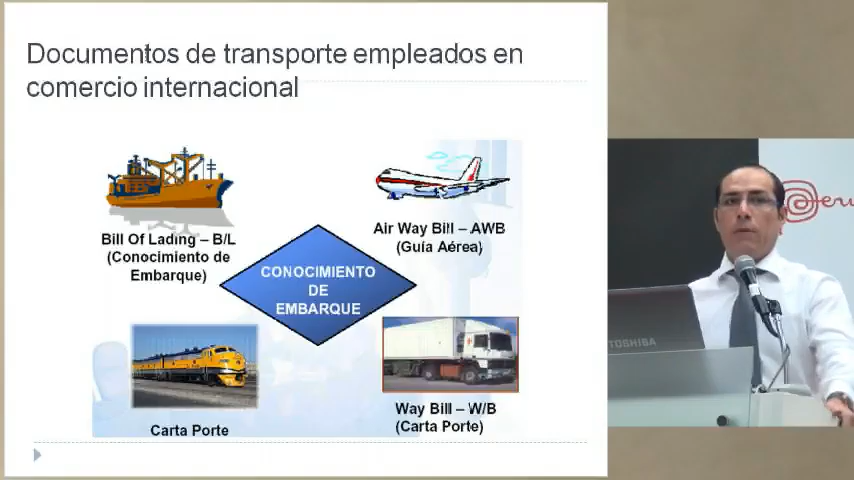 Documentos de transporte empleados en
comercio internacional
Bill Of Lading – B/L
(Conocimiento de
Embarque)
Air Way Bill – AWB
(Guía Aérea)
CONOCIMIENTO
DE
EMBARQUE
Carta Porte
Way Bill – W/B
(Carta Porte)
Perú
TOSHIBA